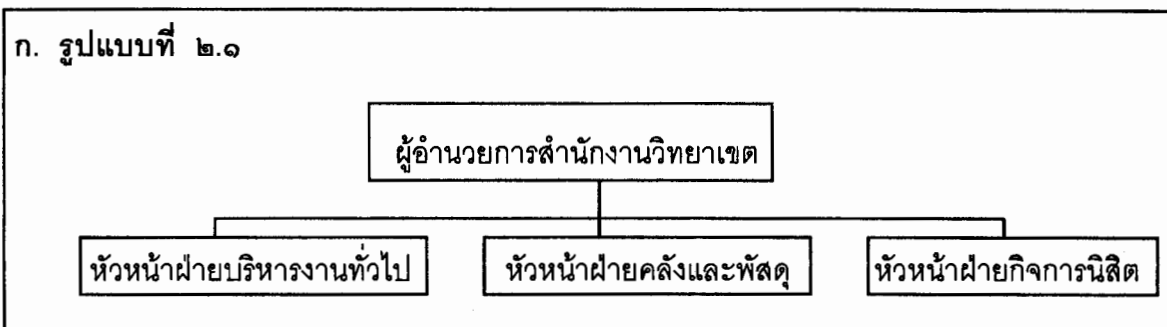 ก. รูปแบบที่ ๒.๑
ผู้อำนวยการสำนักงานวิทยาเขต
หัวหน้าฝ่ายบริหารงานทั่วไป หัวหน้าฝ่ายคลังและพัสดุ หัวหน้าฝ่ายกิจการนิสิต